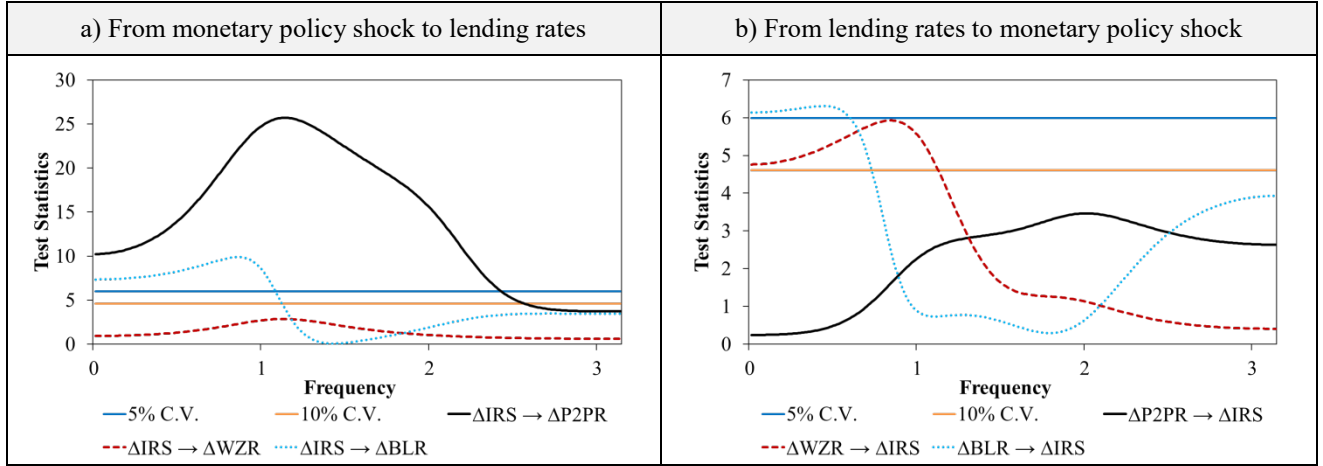 a) From monetary policy shock to lending rates
b) From lending rates to monetary policy shock
30
25
20
15
10
5
0
Test Statistics
0 1 2 3
Frequency
5% C.V. 10% C.V. ΔIRS → ΔP2PR
ΔIRS → ΔWZR ΔIRS → ΔBLR
7
6
5
4
3
2
1
0
Test Statistics
0 1 2 3
Frequency
5% C.V. 10% C.V. ΔP2PR → ΔIRS
ΔWZR → ΔIRS ΔBLR → ΔIRS